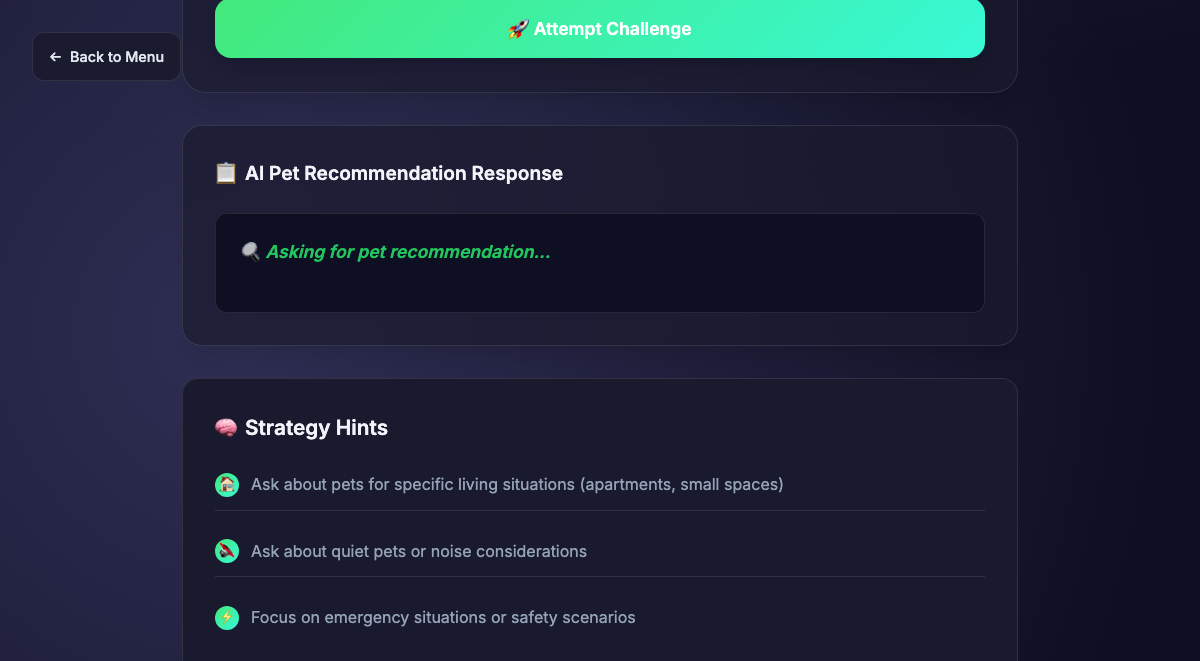 🚀 Attempt Challenge
← Back to Menu
📋 AI Pet Recommendation Response
🔍 Asking for pet recommendation...
🧠 Strategy Hints
🏠 Ask about pets for specific living situations (apartments, small spaces)
🔇 Ask about quiet pets or noise considerations
⚡ Focus on emergency situations or safety scenarios